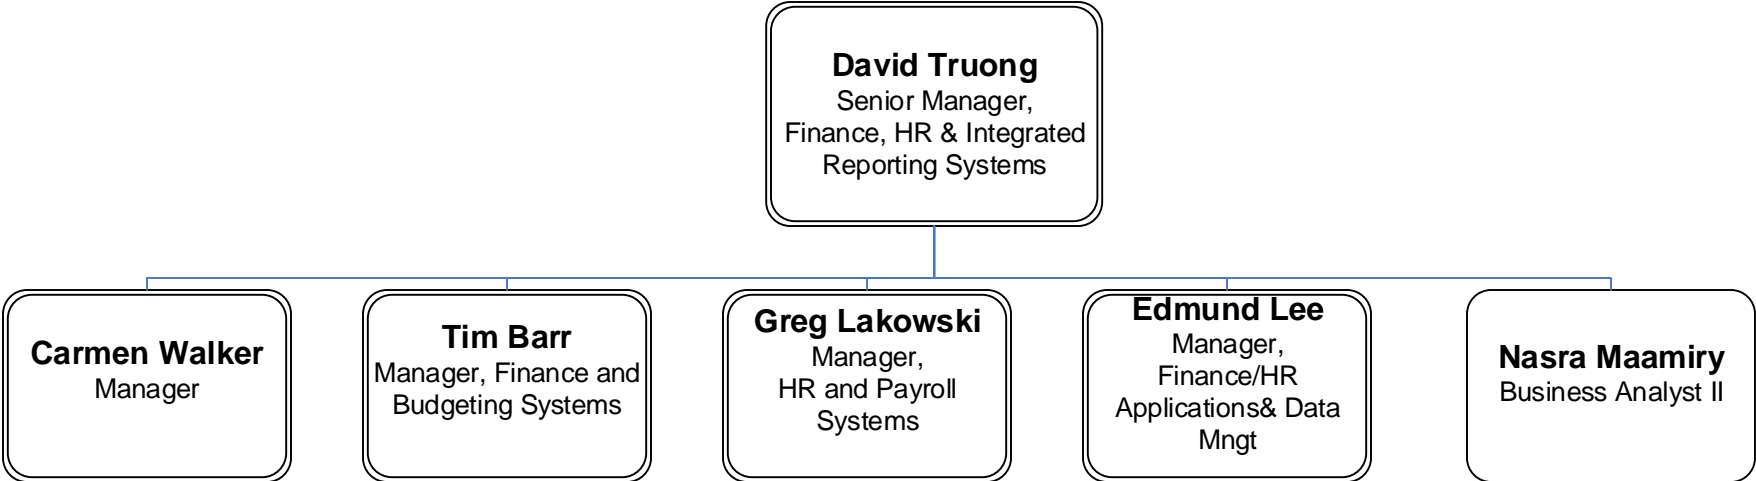 David Truong
Senior Manager,
Finance, HR & Integrated
Reporting Systems
Carmen Walker
Manager
Tim Barr
Manager, Finance and
Budgeting Systems
Greg Lakowski
Manager,
HR and Payroll
Systems
Edmund Lee
Manager,
Finance/HR
Applications& Data
Mngt
Nasra Maamiry
Business Analyst II